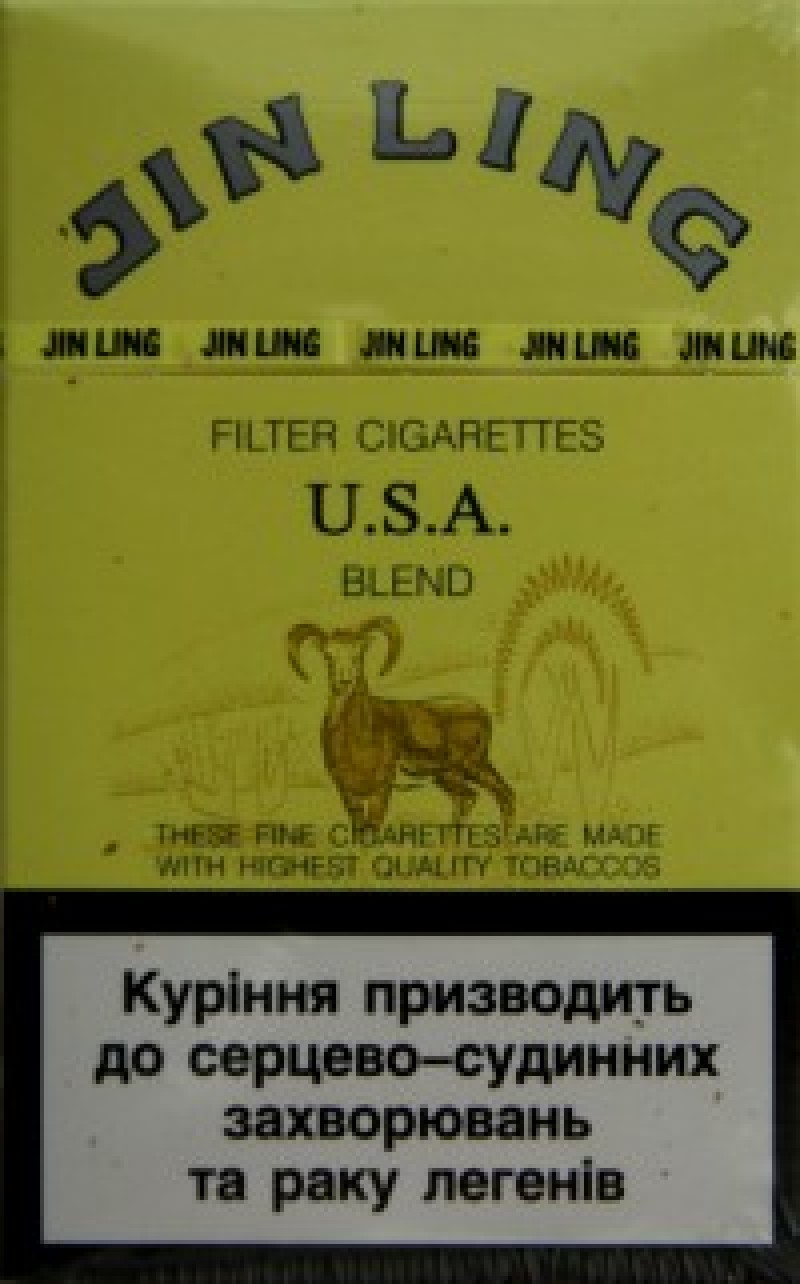 JIN LING
JIN LING JIN LING JIN LING JIN LING JIN LING
FILTER CIGARETTES
U.S.A.
BLEND
THESE FINE CIGARETTES ARE MADE
WITH HIGHEST QUALITY TOBACCOS
Куріння призводить
до серцево–судинних
захворювань
та раку легенів